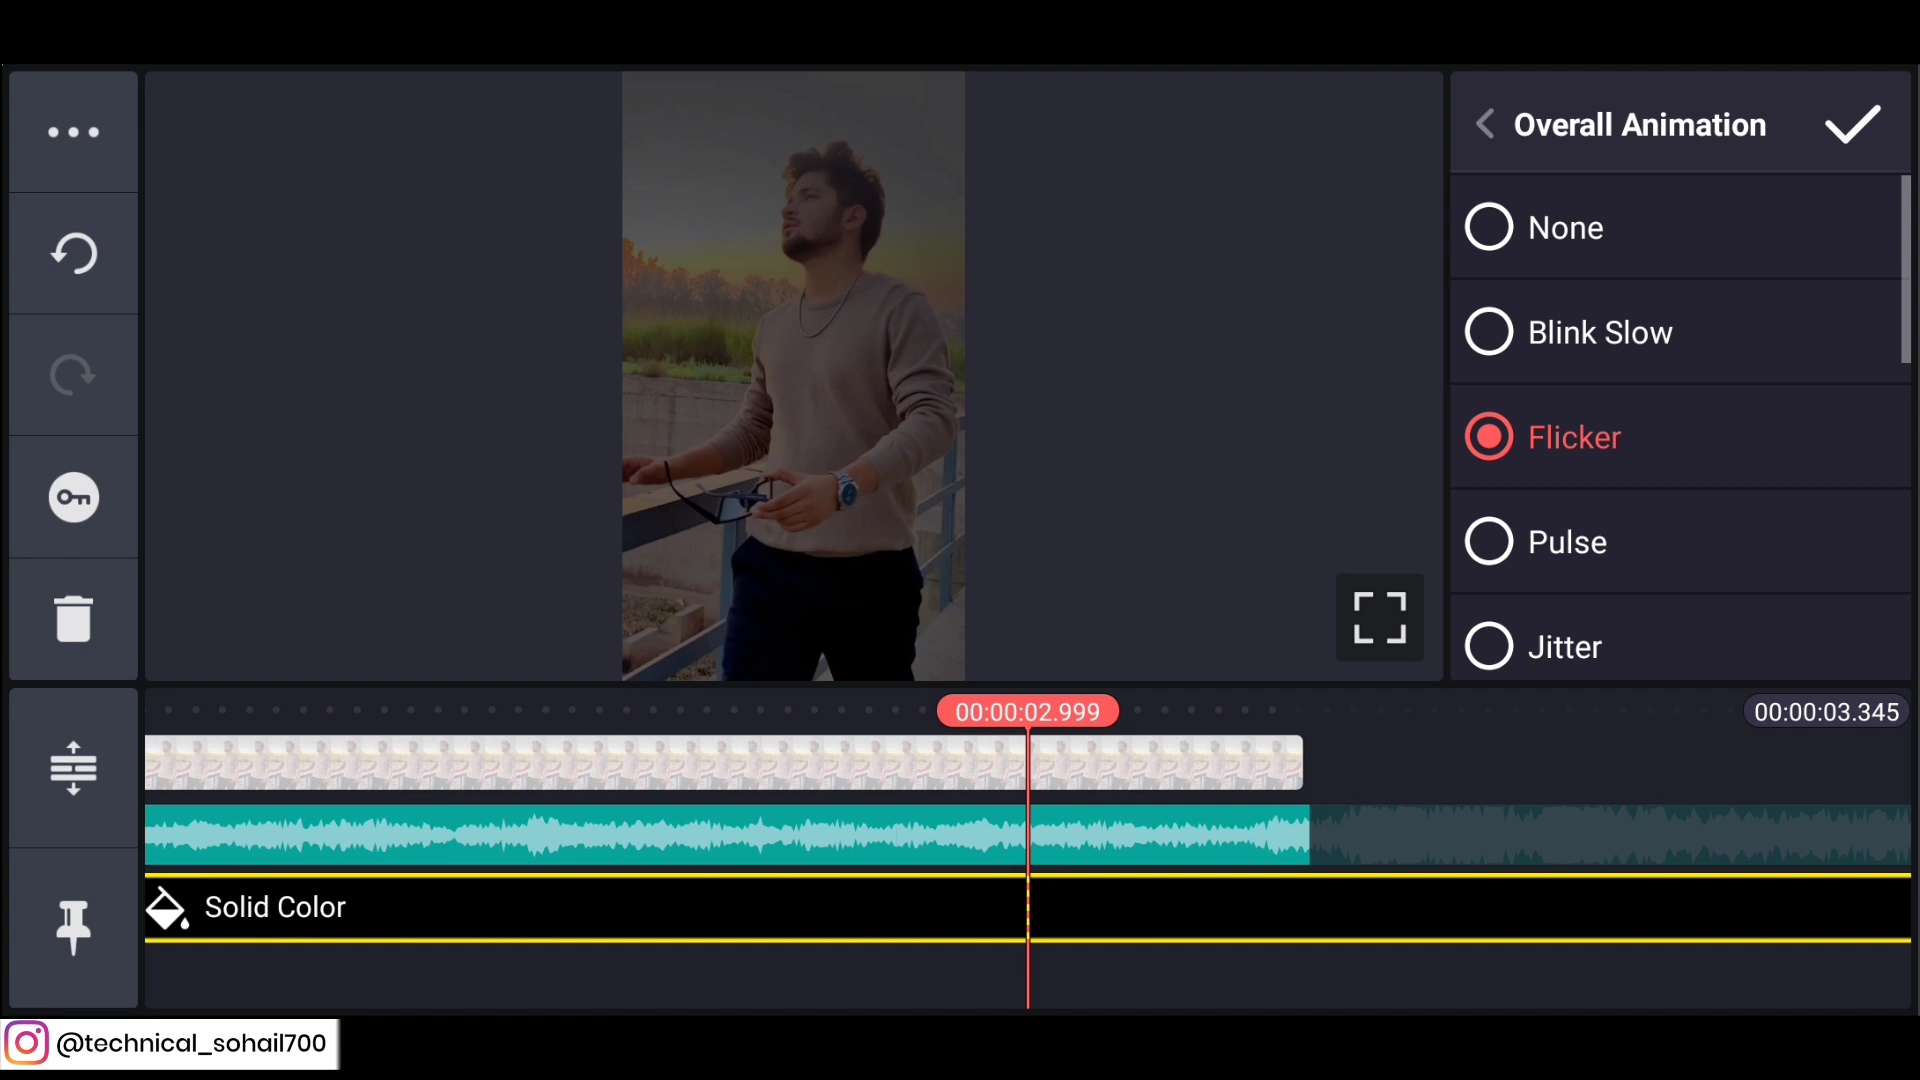 Overall Animation
None
Blink Slow
Flicker
Pulse
Jitter
00:00:02.999
00:00:03.345
Solid Color
@technical_sohail700